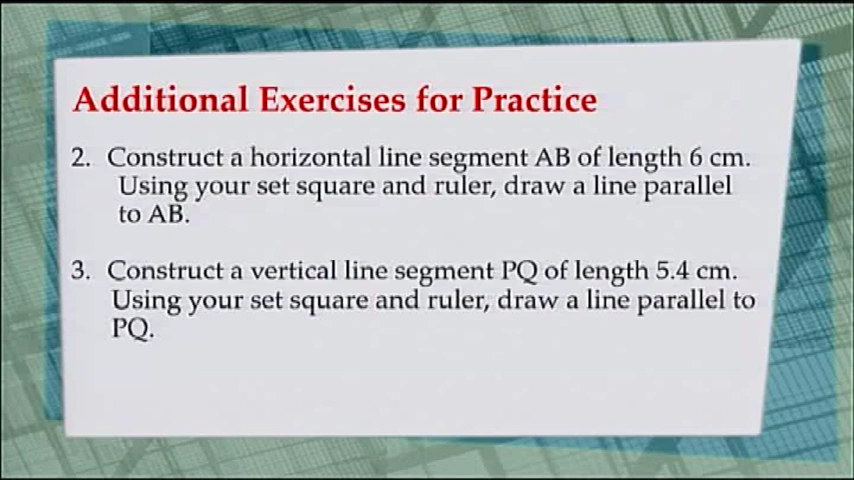 Additional Exercises for Practice
2. Construct a horizontal line segment AB of length 6 cm.
Using your set square and ruler, draw a line parallel
to AB.
3. Construct a vertical line segment PQ of length 5.4 cm.
Using your set square and ruler, draw a line parallel to
PQ.